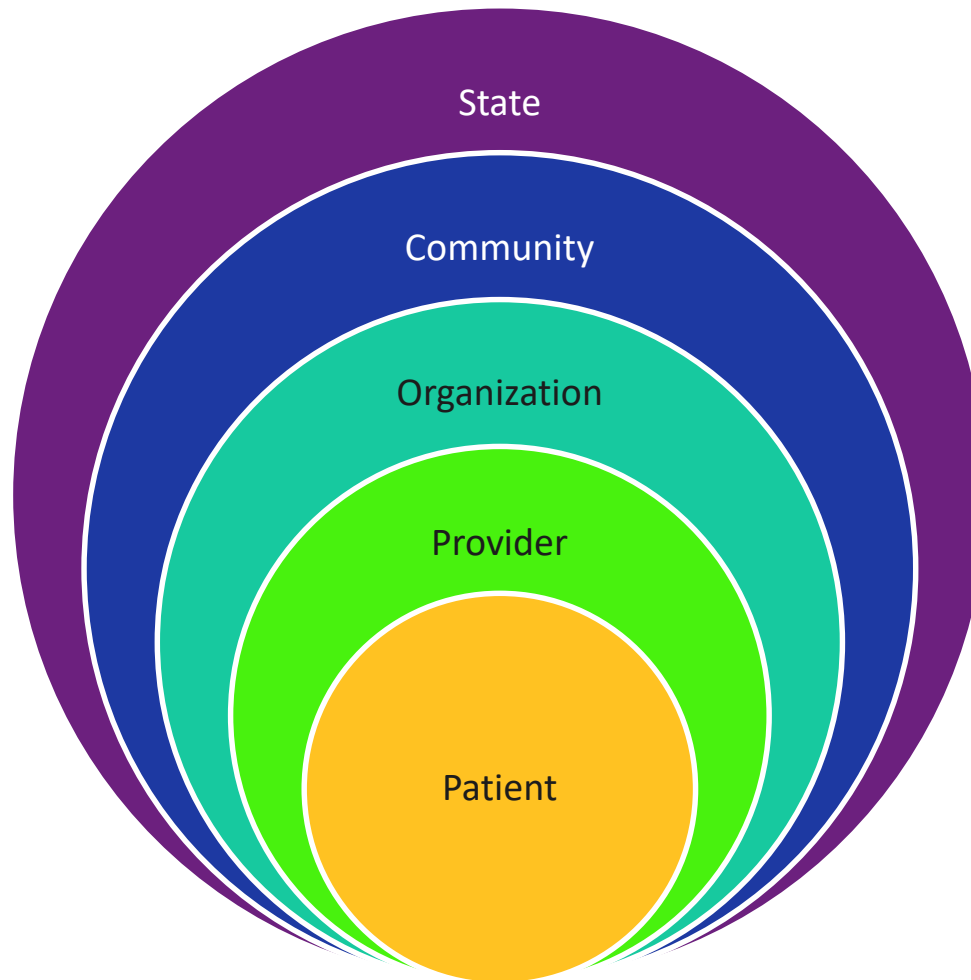 State
Community
Organization
Provider
Patient